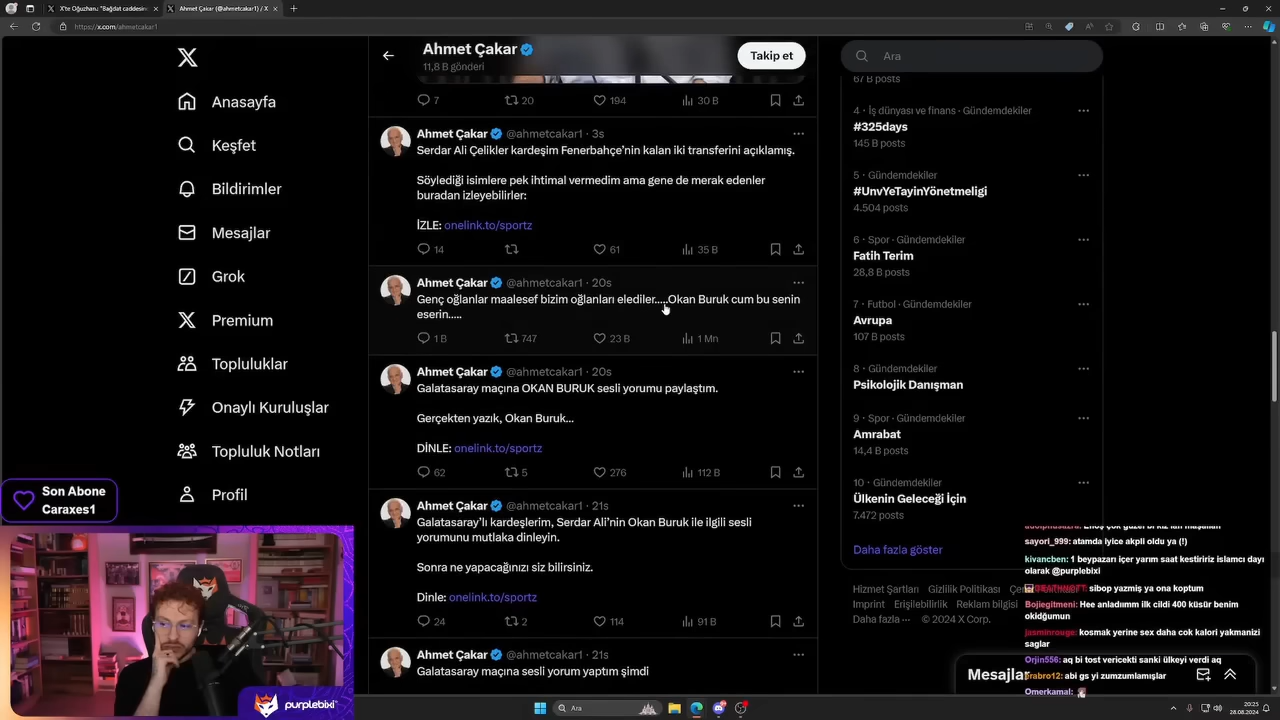 X'te Oğuzhan: "Bağdat caddesin
Ahmet Çakar (@ahmetcakar1) / X
https://x.com/ahmetcakar1
Anasayfa
Keşfet
Bildirimler
Mesajlar
Grok
Premium
Topluluklar
Onaylı Kuruluşlar
Topluluk Notları
Profil
Son Abone
Caraxes1
Ahmet Çakar
11,8 B gönderi
Takip et
7 20 194 30 B
Ahmet Çakar @ahmetcakar1 · 3s
Serdar Ali Çelikler kardeşim Fenerbahçe'nin kalan iki transferini açıklamış.
Söylediği isimlere pek ihtimal vermedim ama gene de merak edenler
buradan izleyebilirler:
İZLE: onelink.to/sportz
14 61 35 B
Ahmet Çakar @ahmetcakar1 · 20s
Genç oğlanlar maalesef bizim oğlanları elediler.....Okan Buruk cum bu senin
eserin.....
1 B 747 23 B 1 Mn
Ahmet Çakar @ahmetcakar1 · 20s
Galatasaray maçına OKAN BURUK sesli yorumu paylaştım.
Gerçekten yazık, Okan Buruk...
DİNLE: onelink.to/sportz
62 5 276 112 B
Ahmet Çakar @ahmetcakar1 · 21s
Galatasaray'lı kardeşlerim, Serdar Ali'nin Okan Buruk ile ilgili sesli
yorumunu mutlaka dinleyin.
Sonra ne yapacağınızı siz bilirsiniz.
Dinle: onelink.to/sportz
24 2 114 91 B
Ahmet Çakar @ahmetcakar1 · 21s
Galatasaray maçına sesli yorum yaptım şimdi
Ara
67 B posts
4 · İş dünyası ve finans · Gündemdekiler
#325days
145 B posts
5 · Gündemdekiler
#UnvYeTayinYönetmeligi
4.504 posts
6 · Spor · Gündemdekiler
Fatih Terim
28,8 B posts
7 · Futbol · Gündemdekiler
Avrupa
107 B posts
8 · Gündemdekiler
Psikolojik Danışman
9 · Spor · Gündemdekiler
Amrabat
14,4 B posts
10 · Gündemdekiler
Ülkenin Geleceği İçin
7.472 posts
Daha fazla göster
Hizmet Şartları Gizlilik Politikası
Imprint Erişilebilirlik Reklam bilgisi
Daha fazla ··· © 2024 X Corp.
sayori_999: atamda iyice akpli oldu ya (!)
kivancben: 1 beypazarı içer yarım saat kestiririz islamcı dayı
olarak @purplebixi
sibop yazmiş ya ona koptum
Bojiegitmeni: Hee anladıımm ilk cildi 400 küsür benim
okidğumun
jasminrouge: kosmak yerine sex daha cok kalori yakmanizi
saglar
Orjin556: aq bi tost vericekti sanki ülkeyi verdi aq
prabro12: abi gs yi zumzumlamışlar
Omerkamal:
Mesajlar
purplebixi
Ara
20:25
28.08.2024